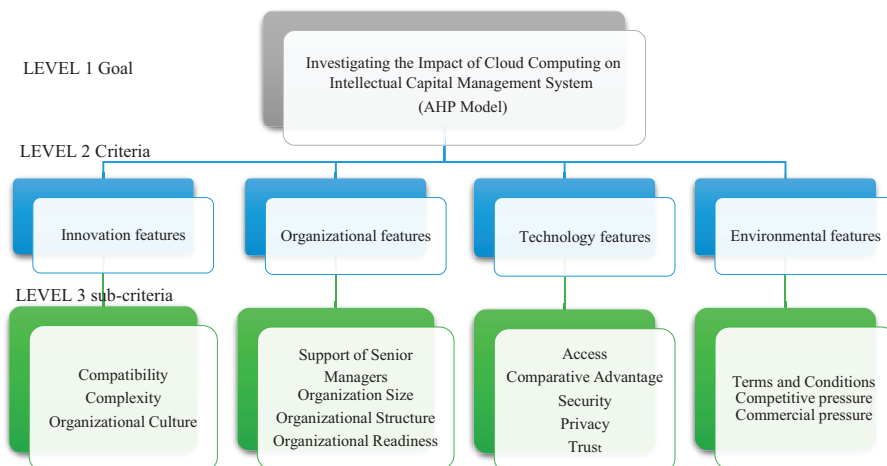 LEVEL 1 Goal
Investigating the Impact of Cloud Computing on
Intellectual Capital Management System
(AHP Model)
LEVEL 2 Criteria
Innovation features
Organizational features
Technology features
Environmental features
LEVEL 3 sub-criteria
Compatibility
Complexity
Organizational Culture
Support of Senior
Managers
Organization Size
Organizational Structure
Organizational Readiness
Access
Comparative Advantage
Security
Privacy
Trust
Terms and Conditions
Competitive pressure
Commercial pressure